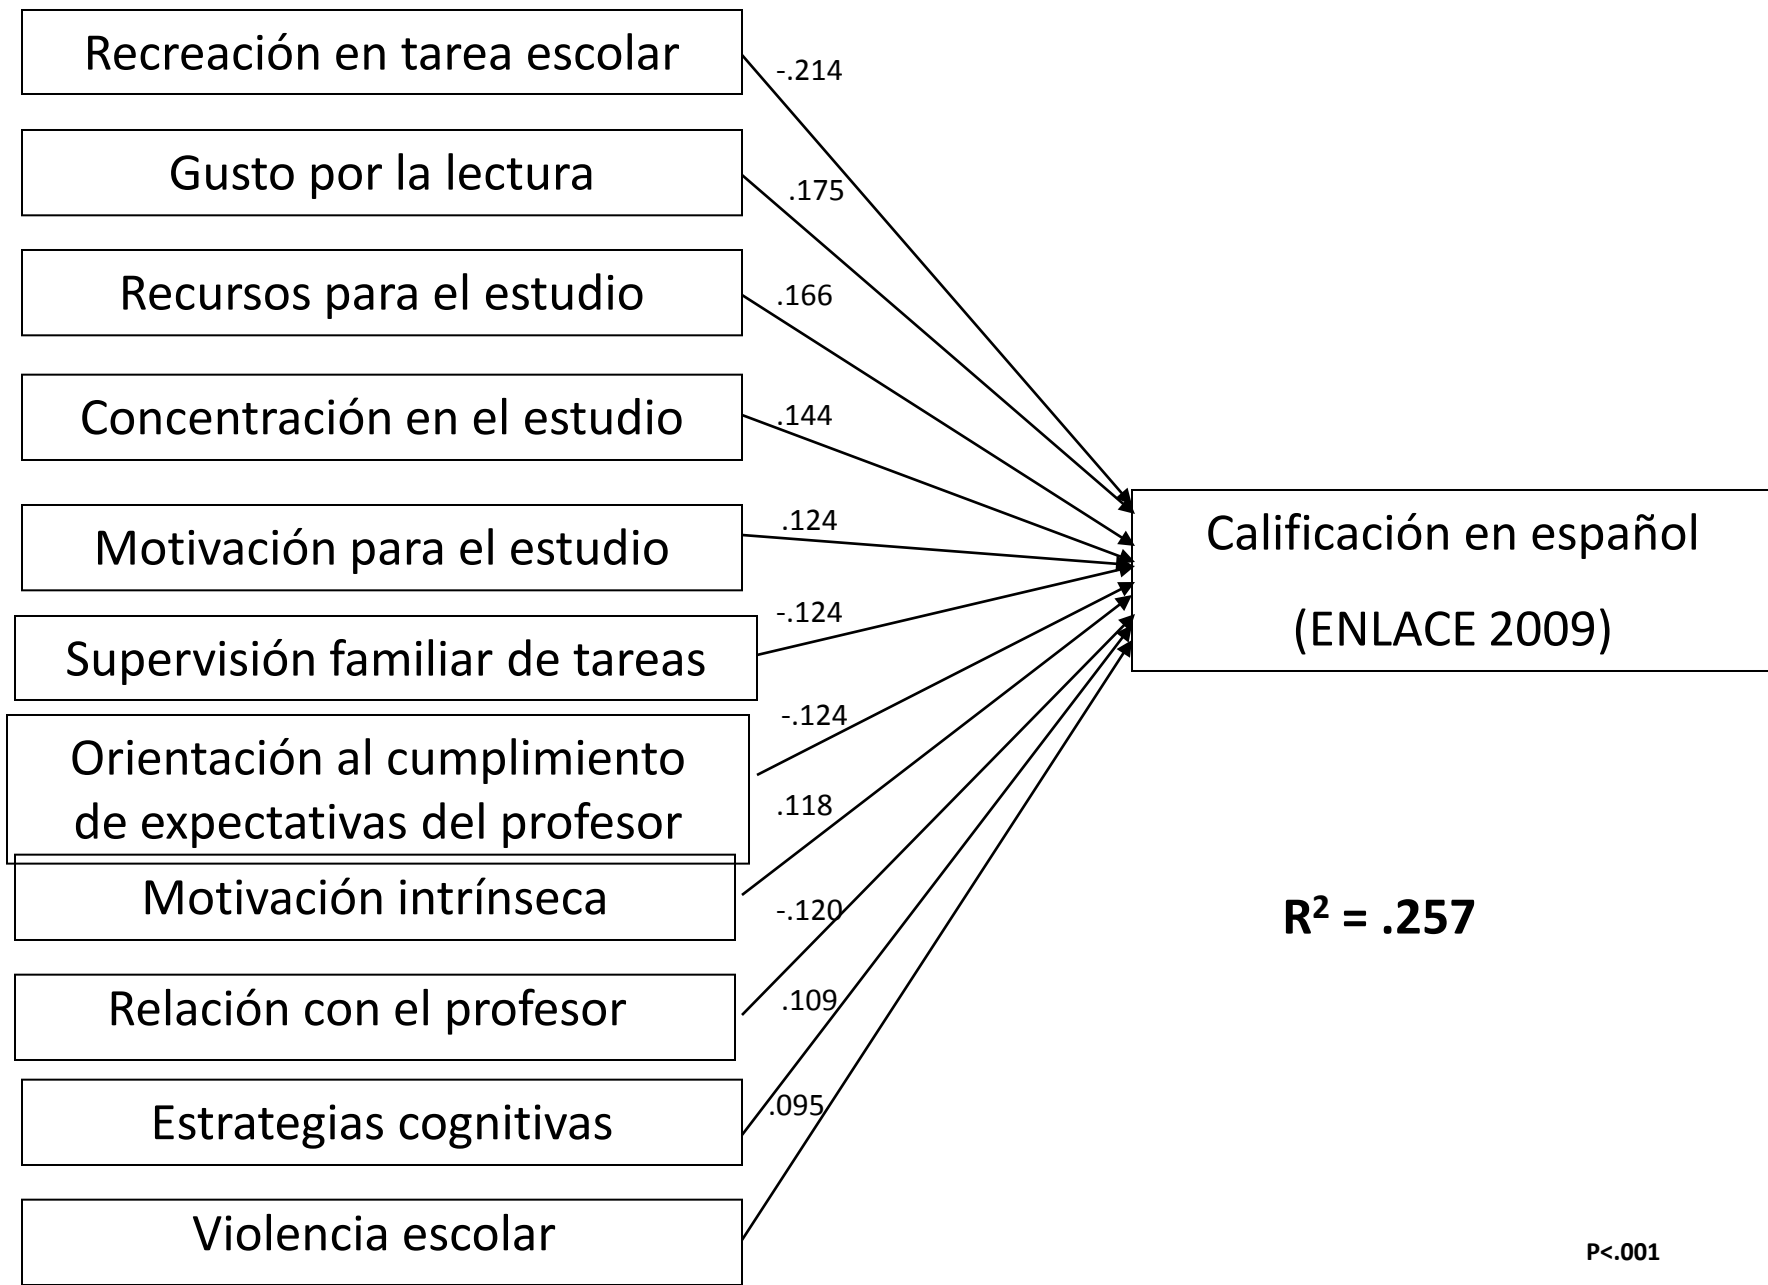 Recreación en tarea escolar
-.214
Gusto por la lectura
.175
Recursos para el estudio
.166
Concentración en el estudio
.144
Motivación para el estudio
.124
Supervisión familiar de tareas
-.124
Orientación al cumplimiento
de expectativas del profesor
-.124
Motivación intrínseca
.118
Relación con el profesor
-.120
Estrategias cognitivas
.109
Violencia escolar
.095
Calificación en español
(ENLACE 2009)
R² = .257
P<.001